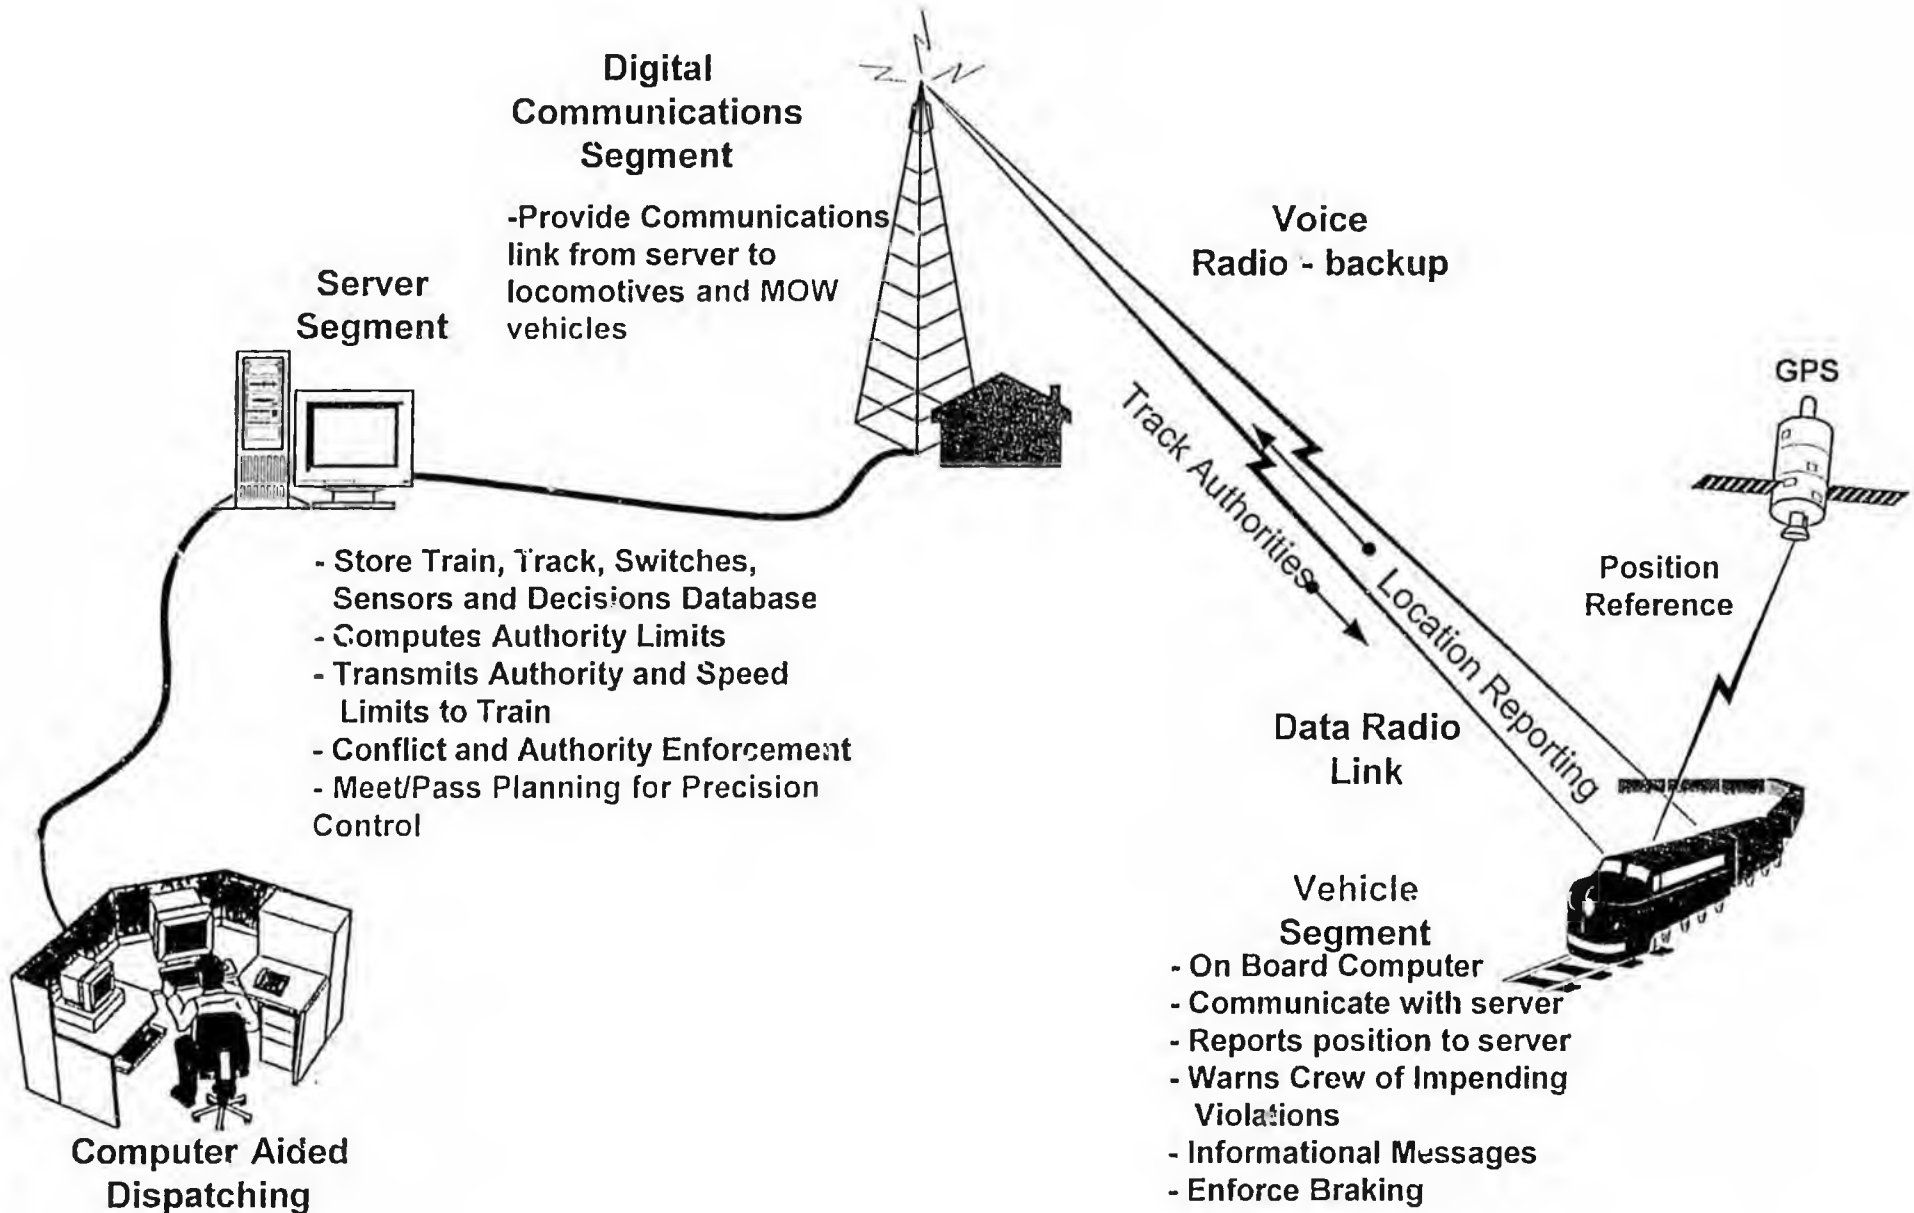 Digital
Communications
Segment
-Provide Communications
link from server to
locomotives and MOW
vehicles
Server
Segment
- Store Train, Track, Switches,
Sensors and Decisions Database
- Computes Authority Limits
- Transmits Authority and Speed
Limits to Train
- Conflict and Authority Enforcement
- Meet/Pass Planning for Precision
Control
Computer Aided
Dispatching
Voice
Radio - backup
Track Authorities
Location Reporting
Data Radio
Link
GPS
Position
Reference
Vehicle
Segment
- On Board Computer
- Communicate with server
- Reports position to server
- Warns Crew of Impending
Violations
- Informational Messages
- Enforce Braking